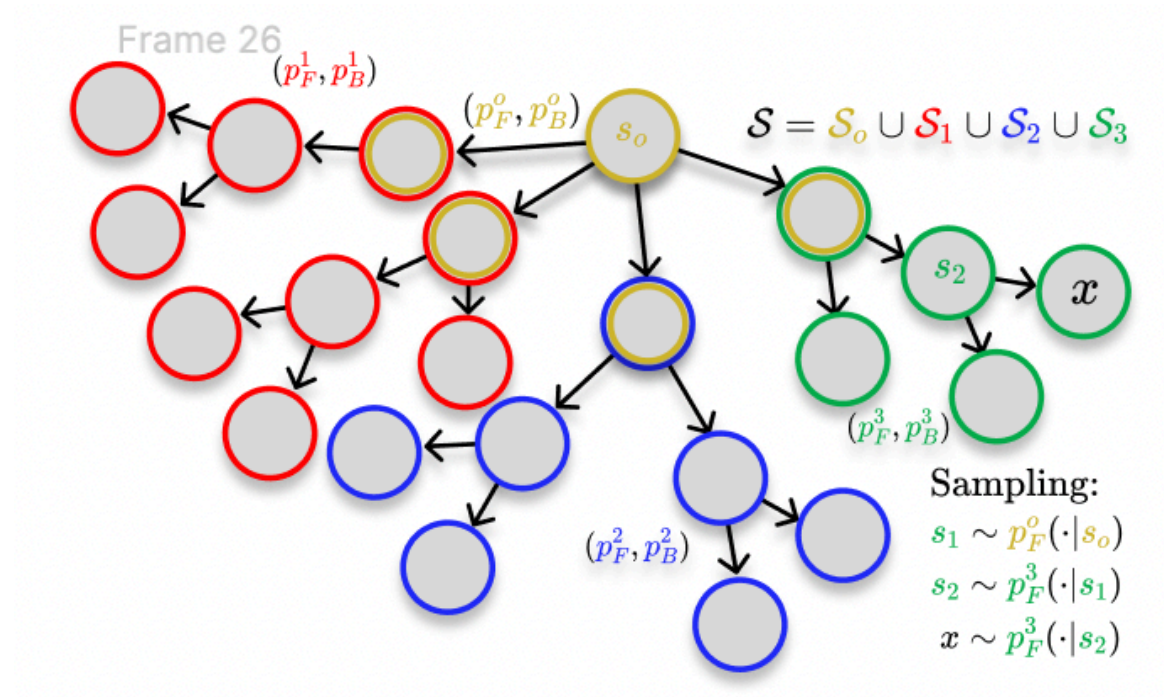 Frame 26
(p_F^1, p_B^1)
(p_F^o, p_B^o)
s_o
𝒮 = 𝒮_o ∪ 𝒮_1 ∪ 𝒮_2 ∪ 𝒮_3
s_2
x
(p_F^3, p_B^3)
(p_F^2, p_B^2)
Sampling:
s_1 ∼ p_F^o(·|s_o)
s_2 ∼ p_F^3(·|s_1)
x ∼ p_F^3(·|s_2)